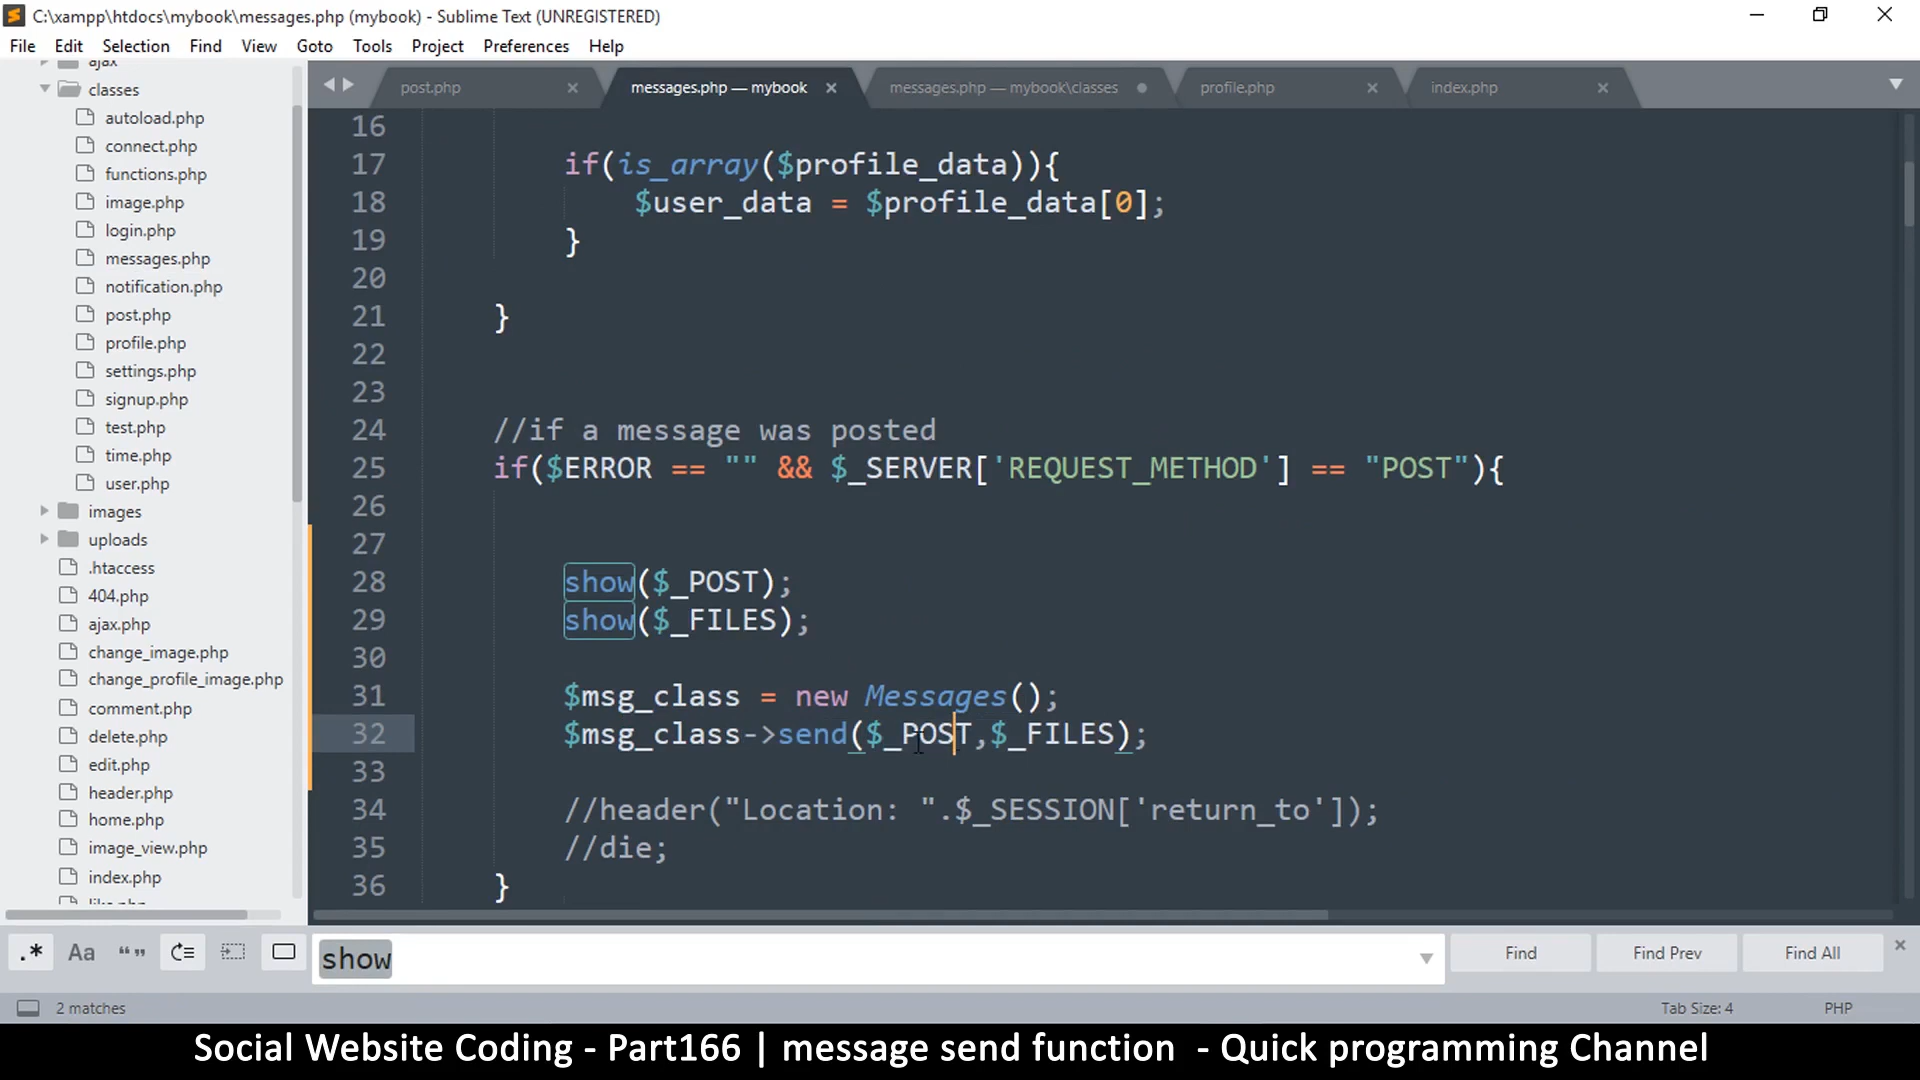 C:\xampp\htdocs\mybook\messages.php (mybook) - Sublime Text (UNREGISTERED)
File Edit Selection Find View Goto Tools Project Preferences Help
ajax
classes
autoload.php
connect.php
functions.php
image.php
login.php
messages.php
notification.php
post.php
profile.php
settings.php
signup.php
test.php
time.php
user.php
images
uploads
.htaccess
404.php
ajax.php
change_image.php
change_profile_image.php
comment.php
delete.php
edit.php
header.php
home.php
image_view.php
index.php
like.php
post.php messages.php — mybook messages.php — mybook\classes profile.php index.php
16
17 if(is_array($profile_data)){
18 $user_data = $profile_data[0];
19 }
20
21 }
22
23
24 //if a message was posted
25 if($ERROR == "" && $_SERVER['REQUEST_METHOD'] == "POST"){
26
27
28 show($_POST);
29 show($_FILES);
30
31 $msg_class = new Messages();
32 $msg_class->send($_POST,$_FILES);
33
34 //header("Location: ".$_SESSION['return_to']);
35 //die;
36 }
.* Aa “” show Find Find Prev Find All
2 matches Tab Size: 4 PHP
Social Website Coding - Part166 | message send function - Quick programming Channel